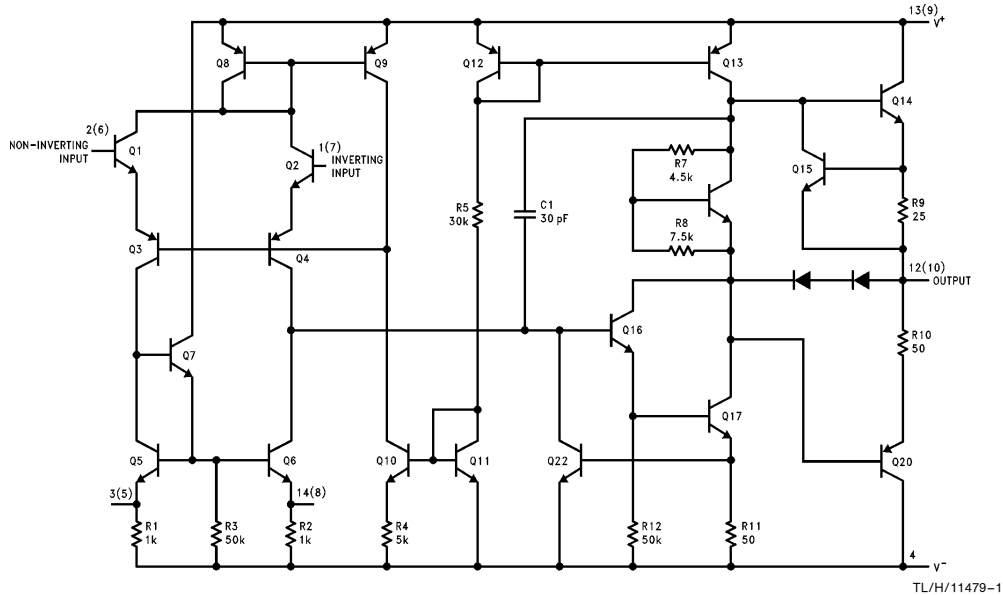 13(9)
V+
Q8
Q9
Q12
Q13
Q14
2(6)
NON-INVERTING
INPUT
Q1
Q2
1(7)
INVERTING
INPUT
R7
4.5k
Q15
R5
30k
C1
30 pF
R9
25
R8
7.5k
Q3
Q4
12(10)
OUTPUT
Q16
R10
50
Q7
Q17
Q5
Q6
Q10
Q11
Q22
Q20
3(5)
14(8)
R1
1k
R3
50k
R2
1k
R4
5k
R12
50k
R11
50
4
V−
TL/H/11479–1